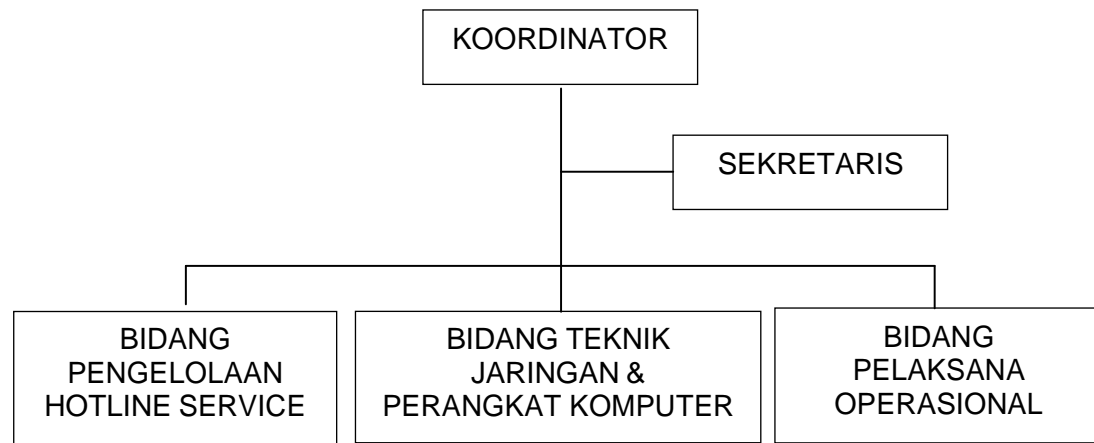 KOORDINATOR
SEKRETARIS
BIDANG
PENGELOLAAN
HOTLINE SERVICE
BIDANG TEKNIK
JARINGAN &
PERANGKAT KOMPUTER
BIDANG
PELAKSANA
OPERASIONAL